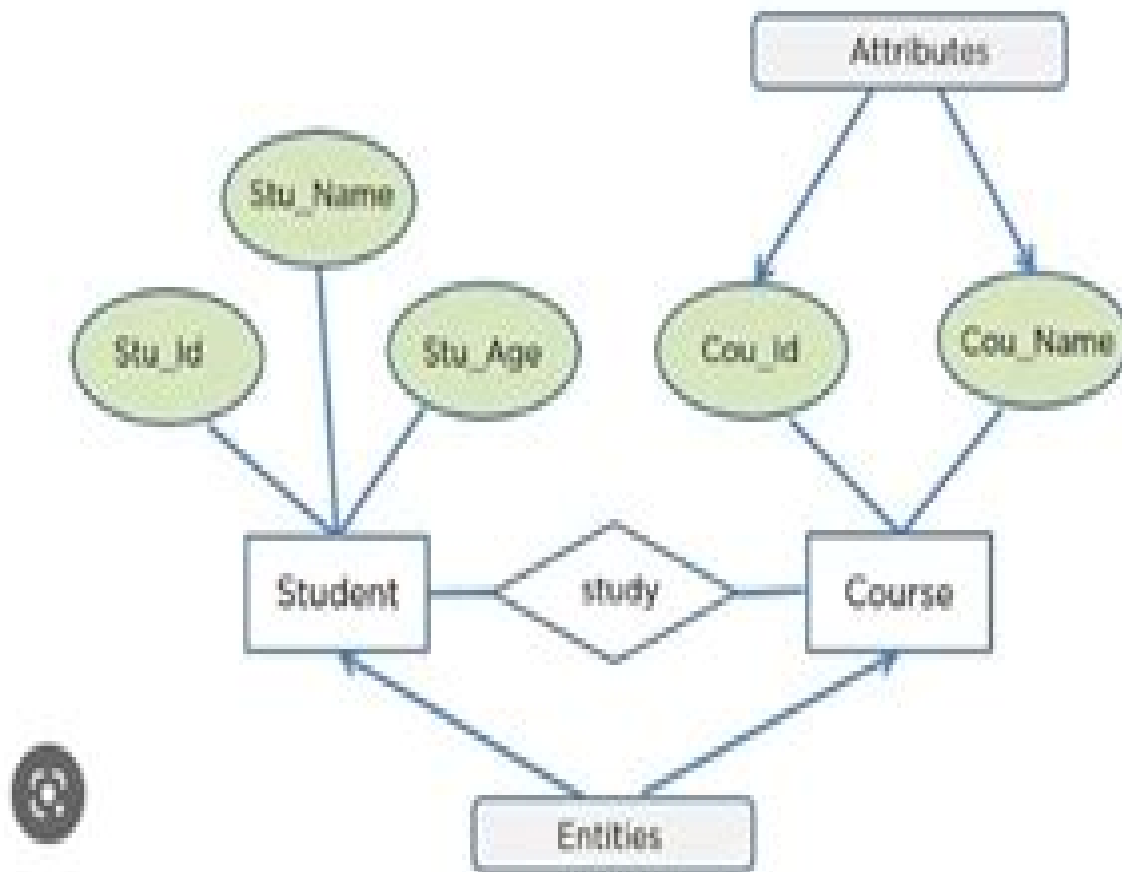 Attributes
Stu_Name
Stu_Id
Stu_Age
Cou_Id
Cou_Name
Student
study
Course
Entities